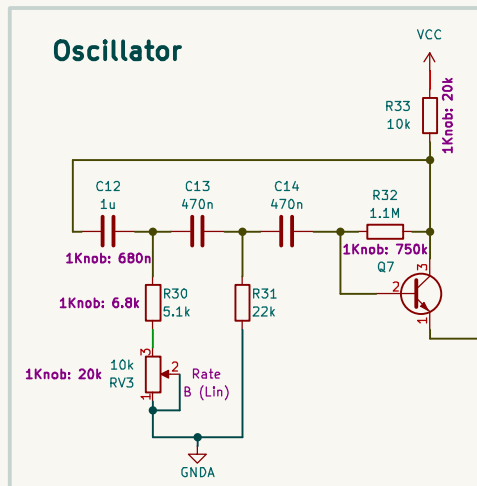 Oscillator
VCC
R33
10k
1Knob: 20k
C12
1u
C13
470n
C14
470n
R32
1.1M
1Knob: 680n
1Knob: 750k
Q7
3
2
1
1Knob: 6.8k
R30
5.1k
R31
22k
10k
RV3
3
2
1
1Knob: 20k
Rate
B (Lin)
GNDA